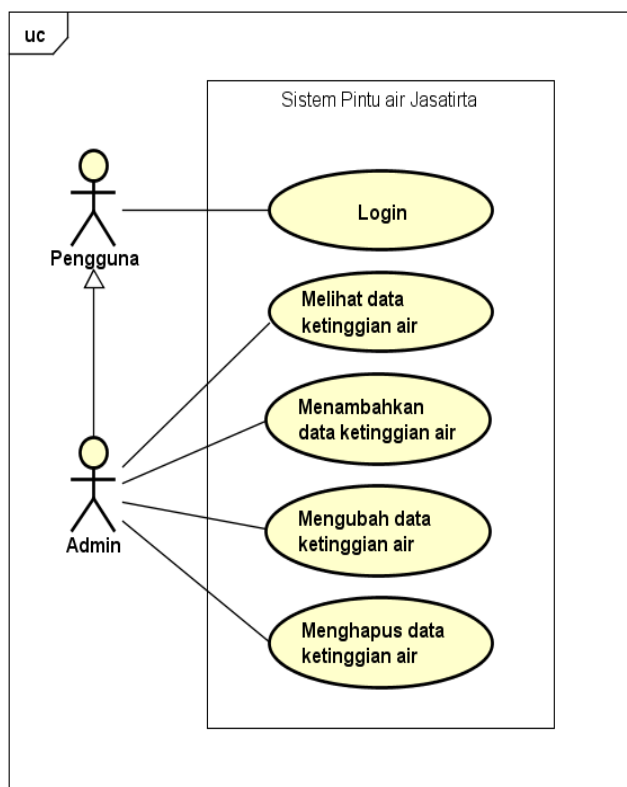 uc
Sistem Pintu air Jasatirta
Pengguna
Login
Melihat data
ketinggian air
Menambahkan
data ketinggian air
Admin
Mengubah data
ketinggian air
Menghapus data
ketinggian air